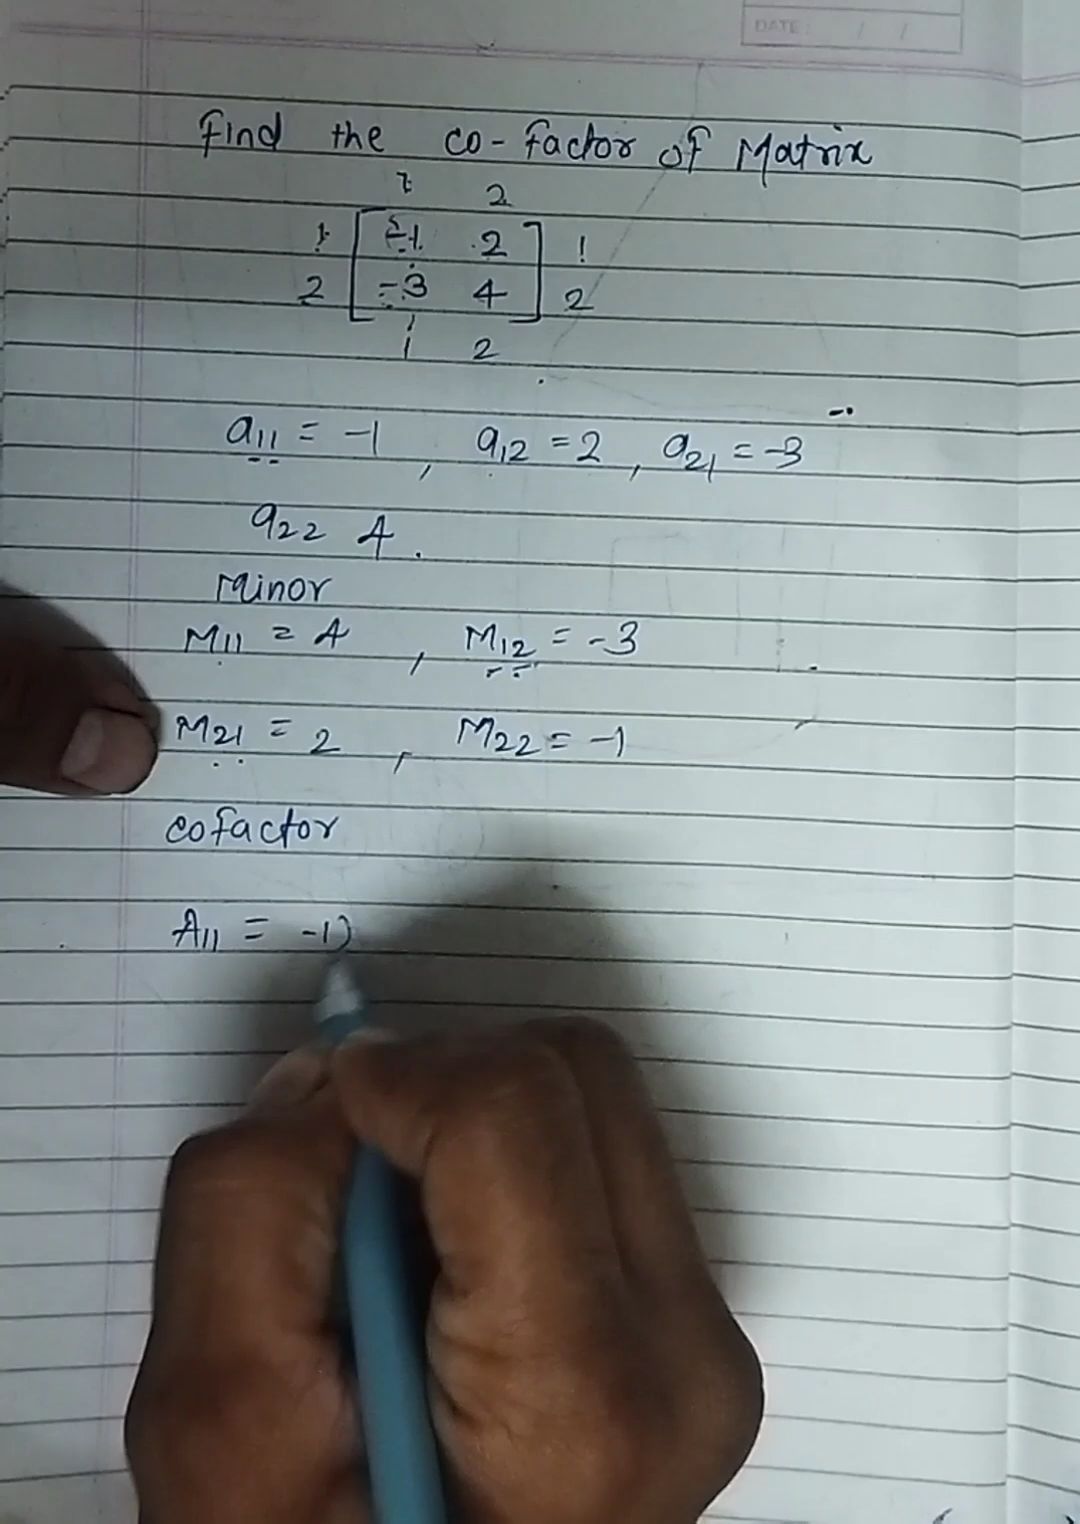 DATE: / /
Find the co-factor of Matrix
1 2
1 [-1 2] 1
2 [-3 4] 2
1 2
a11 = -1 , a12 = 2 , a21 = -3
a22 4 .
Minor
M11 = 4 , M12 = -3
M21 = 2 , M22 = -1
cofactor
A11 = -1)